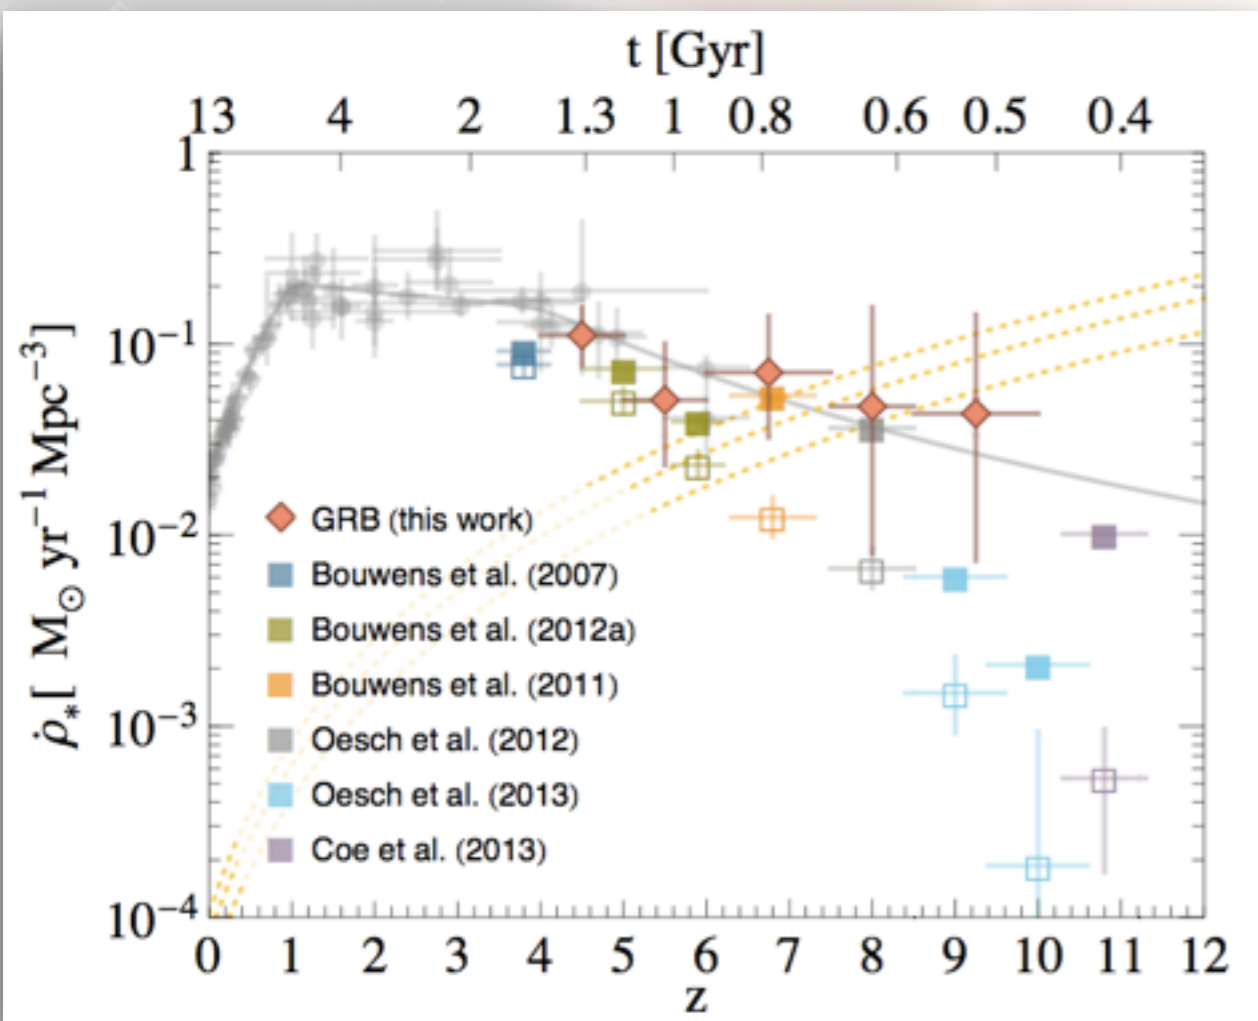 t [Gyr]
13 4 2 1.3 1 0.8 0.6 0.5 0.4
1
10⁻¹
10⁻²
10⁻³
10⁻⁴
ρ̇* [ M⊙ yr⁻¹ Mpc⁻³]
GRB (this work)
Bouwens et al. (2007)
Bouwens et al. (2012a)
Bouwens et al. (2011)
Oesch et al. (2012)
Oesch et al. (2013)
Coe et al. (2013)
0 1 2 3 4 5 6 7 8 9 10 11 12
z